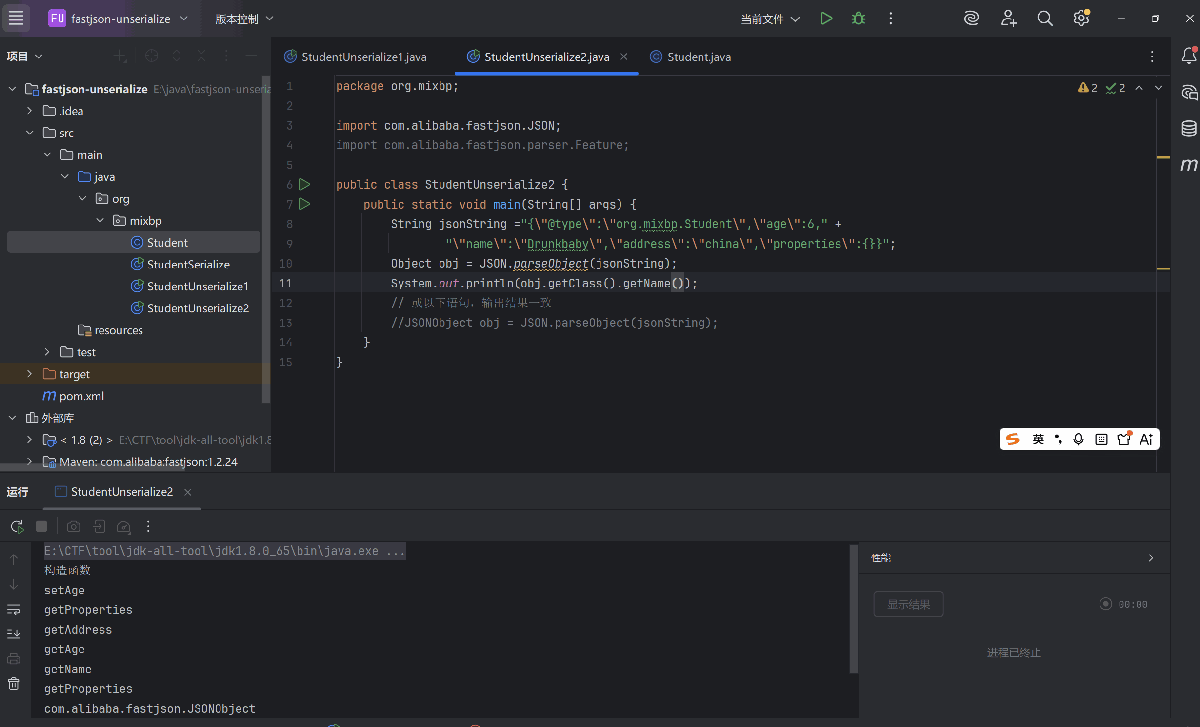 FU fastjson-unserialize 版本控制 当前文件
项目
StudentUnserialize1.java StudentUnserialize2.java Student.java
fastjson-unserialize E:\java\fastjson-unseria
.idea
src
main
java
org
mixbp
Student
StudentSerialize
StudentUnserialize1
StudentUnserialize2
resources
test
target
pom.xml
外部库
< 1.8 (2) > E:\CTF\tool\jdk-all-tool\jdk1.8
Maven: com.alibaba:fastjson:1.2.24
2 2
1 package org.mixbp;
2
3 import com.alibaba.fastjson.JSON;
4 import com.alibaba.fastjson.parser.Feature;
5
6 public class StudentUnserialize2 {
7 public static void main(String[] args) {
8 String jsonString ="{\"@type\":\"org.mixbp.Student\",\"age\":6," +
9 "\"name\":\"Drunkbaby\",\"address\":\"china\",\"properties\":{}}";
10 Object obj = JSON.parseObject(jsonString);
11 System.out.println(obj.getClass().getName());
12 // 或以下语句，输出结果一致
13 //JSONObject obj = JSON.parseObject(jsonString);
14 }
15 }
英
运行 StudentUnserialize2
E:\CTF\tool\jdk-all-tool\jdk1.8.0_65\bin\java.exe ...
构造函数
setAge
getProperties
getAddress
getAge
getName
getProperties
com.alibaba.fastjson.JSONObject
性能
显示结果 00:00
进程已终止